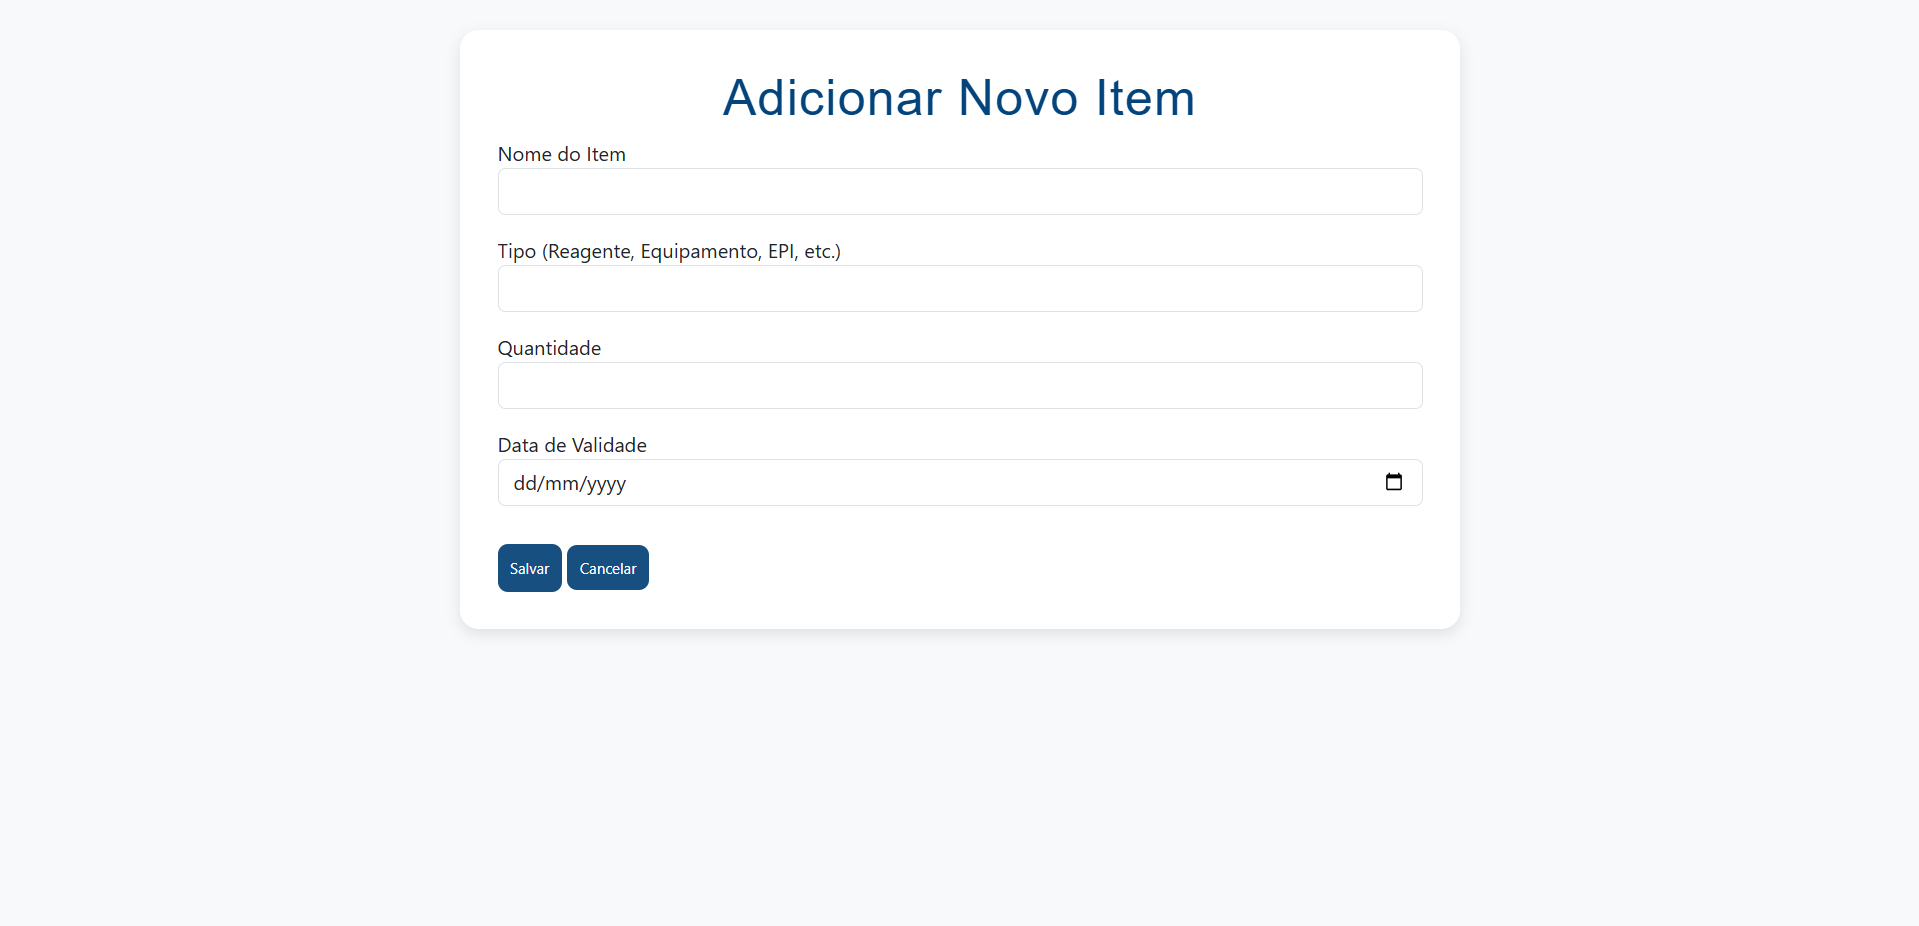 Adicionar Novo Item
Nome do Item
Tipo (Reagente, Equipamento, EPI, etc.)
Quantidade
Data de Validade
dd/mm/yyyy
Salvar Cancelar